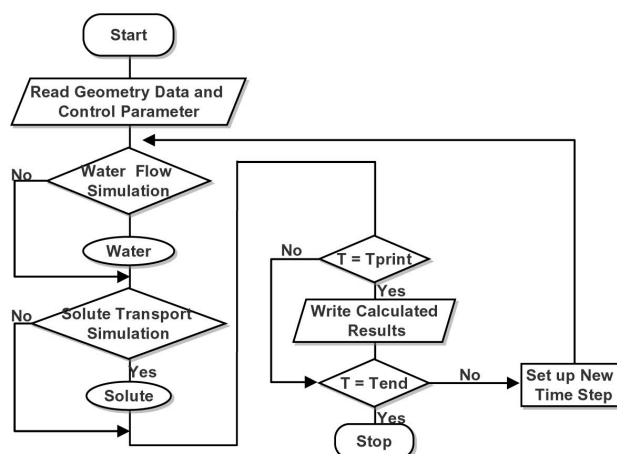 Start
Read Geometry Data and
Control Parameter
No
Water Flow
Simulation
Water
No
Solute Transport
Simulation
Yes
Solute
No
T = Tprint
Yes
Write Calculated
Results
T = Tend
No
Set up New
Time Step
Yes
Stop